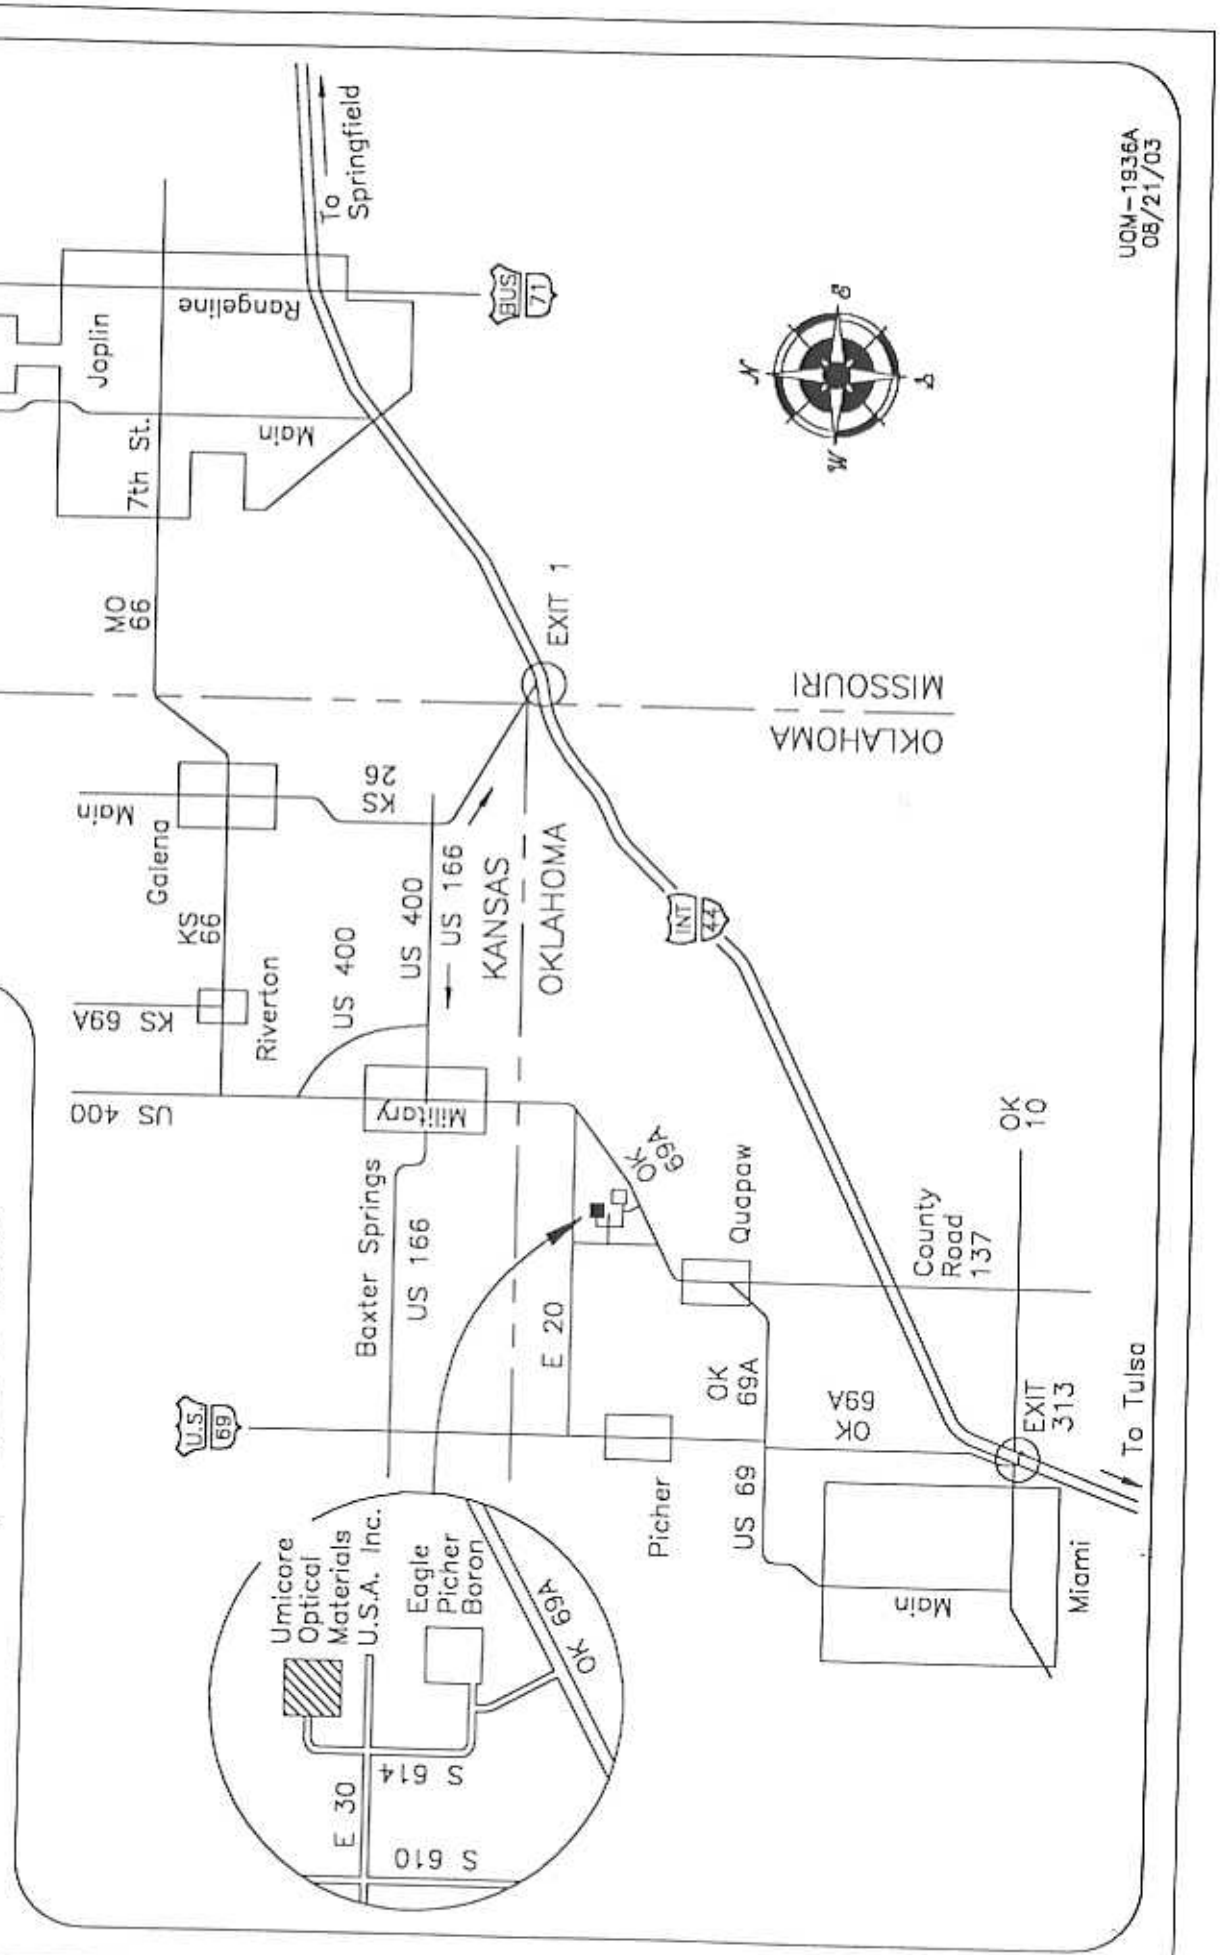 To
Springfield
UOM-1936A
08/21/03
BUS
71
Rangeline
Joplin
Main
7th St.
N
E
S
W
MO
66
EXIT 1
MISSOURI
OKLAHOMA
Main
Galena
KS
26
KS
66
US 400
US 400
US 166
KANSAS
OKLAHOMA
INT
44
KS 69A
Riverton
US 400
Military
Baxter Springs
US 166
OK
69A
Quapaw
E 20
OK
10
County
Road
137
OK
69A
OK
69A
EXIT
313
To Tulsa
U.S.
69
Picher
US 69
Main
Miami
Umicore
Optical
Materials
U.S.A. Inc.
Eagle
Picher
Boron
OK 69A
E 30
S 614
S 610